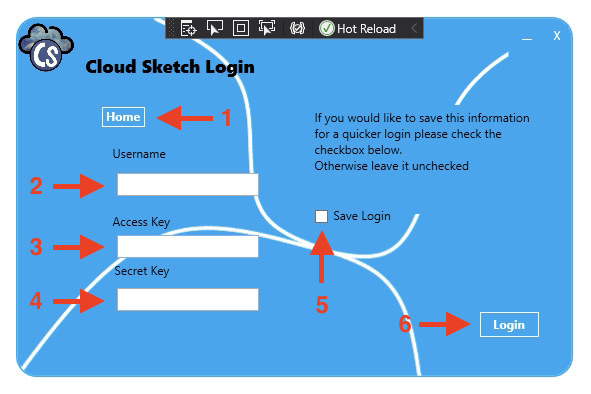 Hot Reload
CS
Cloud Sketch Login
X
Home
1
If you would like to save this information
for a quicker login please check the
checkbox below.
Otherwise leave it unchecked
Username
2
Save Login
Access Key
3
Secret Key
4
5
6
Login